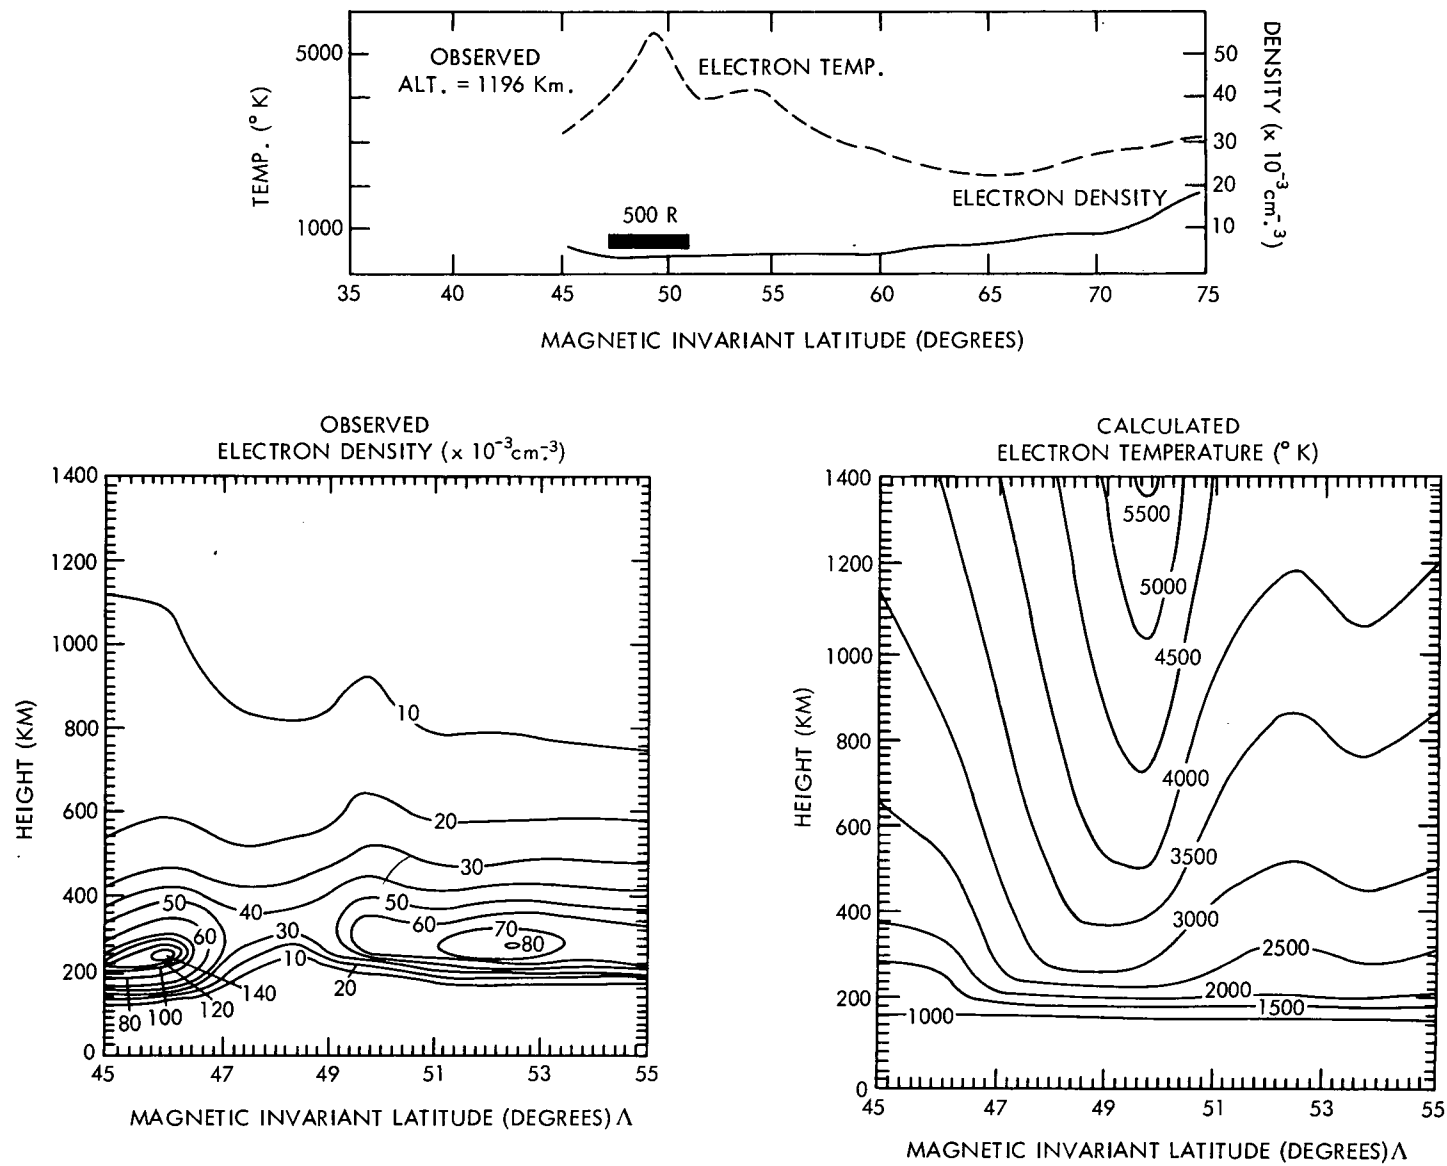 OBSERVED
ALT. = 1196 Km.
ELECTRON TEMP.
5000
1000
TEMP. (° K)
50
40
30
20
10
DENSITY (x 10⁻³cm.⁻³)
500 R
ELECTRON DENSITY
35 40 45 50 55 60 65 70 75
MAGNETIC INVARIANT LATITUDE (DEGREES)
OBSERVED
ELECTRON DENSITY (x 10⁻³cm.⁻³)
1400
1200
1000
800
600
400
200
0
HEIGHT (KM)
10
20
30
50
40
50
60
60
70
80
30
10
20
140
120
100
80
45 47 49 51 53 55
MAGNETIC INVARIANT LATITUDE (DEGREES) Λ
CALCULATED
ELECTRON TEMPERATURE (° K)
1400
1200
1000
800
600
400
200
0
HEIGHT (KM)
5500
5000
4500
4000
3500
3000
2500
2000
1500
1000
45 47 49 51 53 55
MAGNETIC INVARIANT LATITUDE (DEGREES) Λ